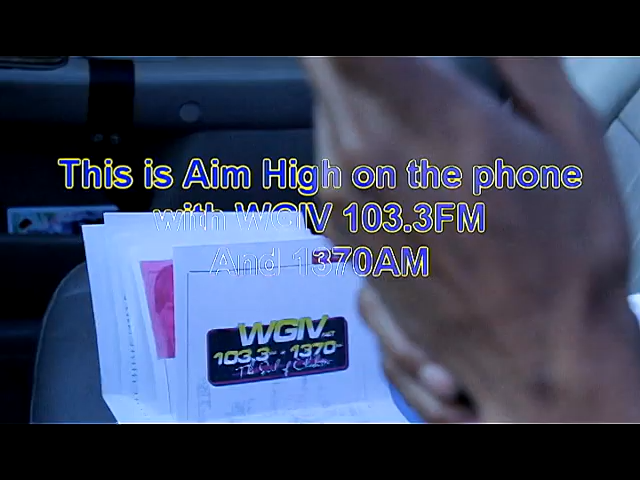 This is Aim High on the phone
with WGIV 103.3FM
And 1370AM
WGIV
103.3 1370